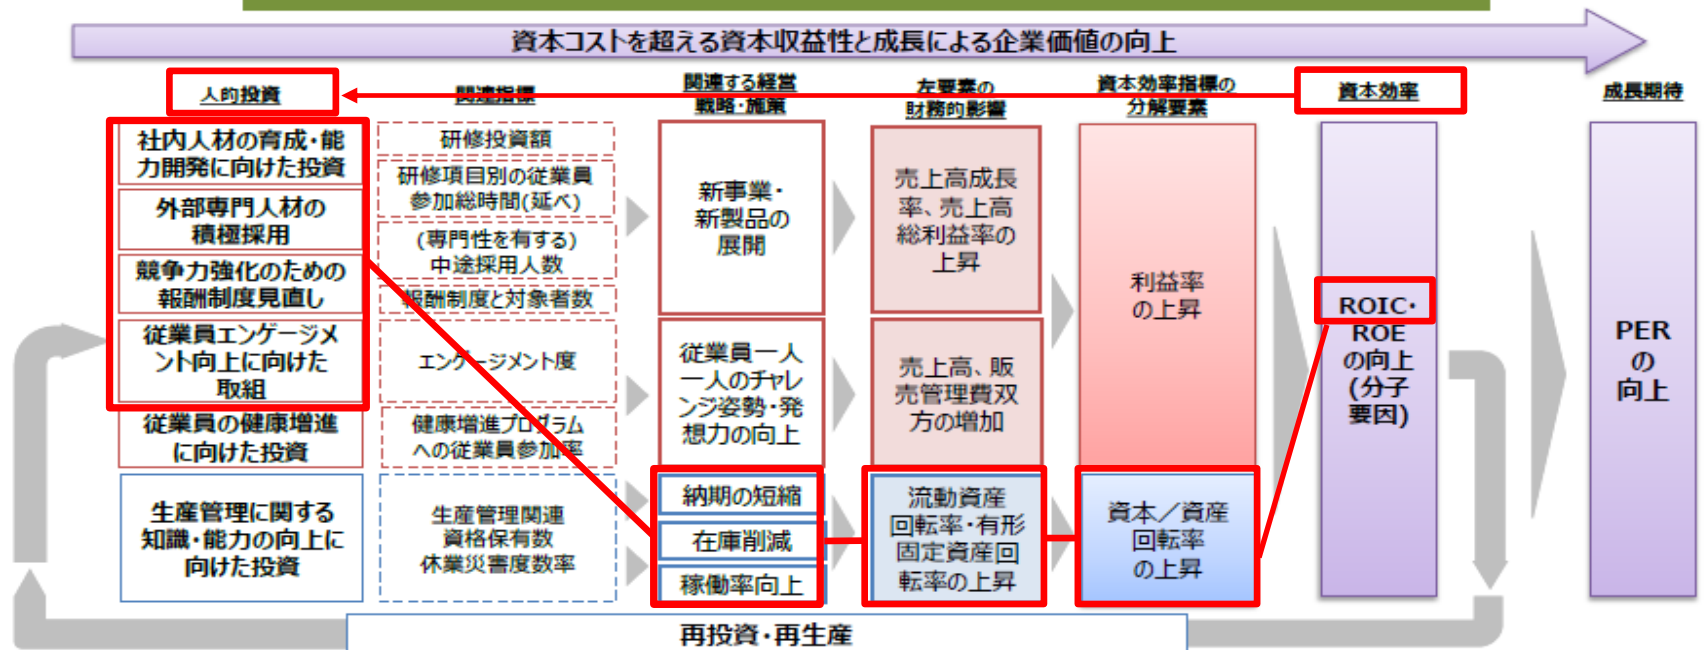 資本コストを超える資本収益性と成長による企業価値の向上
人的投資
関連指標
関連する経営
戦略・施策
左要素の
財務的影響
資本効率指標の
分解要素
資本効率
成長期待
社内人材の育成・能
力開発に向けた投資
外部専門人材の
積極採用
競争力強化のための
報酬制度見直し
従業員エンゲージメ
ント向上に向けた
取組
従業員の健康増進
に向けた投資
生産管理に関する
知識・能力の向上に
向けた投資
研修投資額
研修項目別の従業員
参加総時間(延べ)
(専門性を有する)
中途採用人数
報酬制度と対象者数
エンゲージメント度
健康増進プログラム
への従業員参加率
生産管理関連
資格保有数
休業災害度数率
新事業・
新製品の
展開
従業員一人
一人のチャレ
ンジ姿勢・発
想力の向上
納期の短縮
在庫削減
稼働率向上
売上高成長
率、売上高
総利益率の
上昇
売上高、販
売管理費双
方の増加
流動資産
回転率・有形
固定資産回
転率の上昇
利益率
の上昇
資本／資産
回転率
の上昇
ROIC・
ROE
の向上
(分子
要因)
PER
の
向上
再投資・再生産